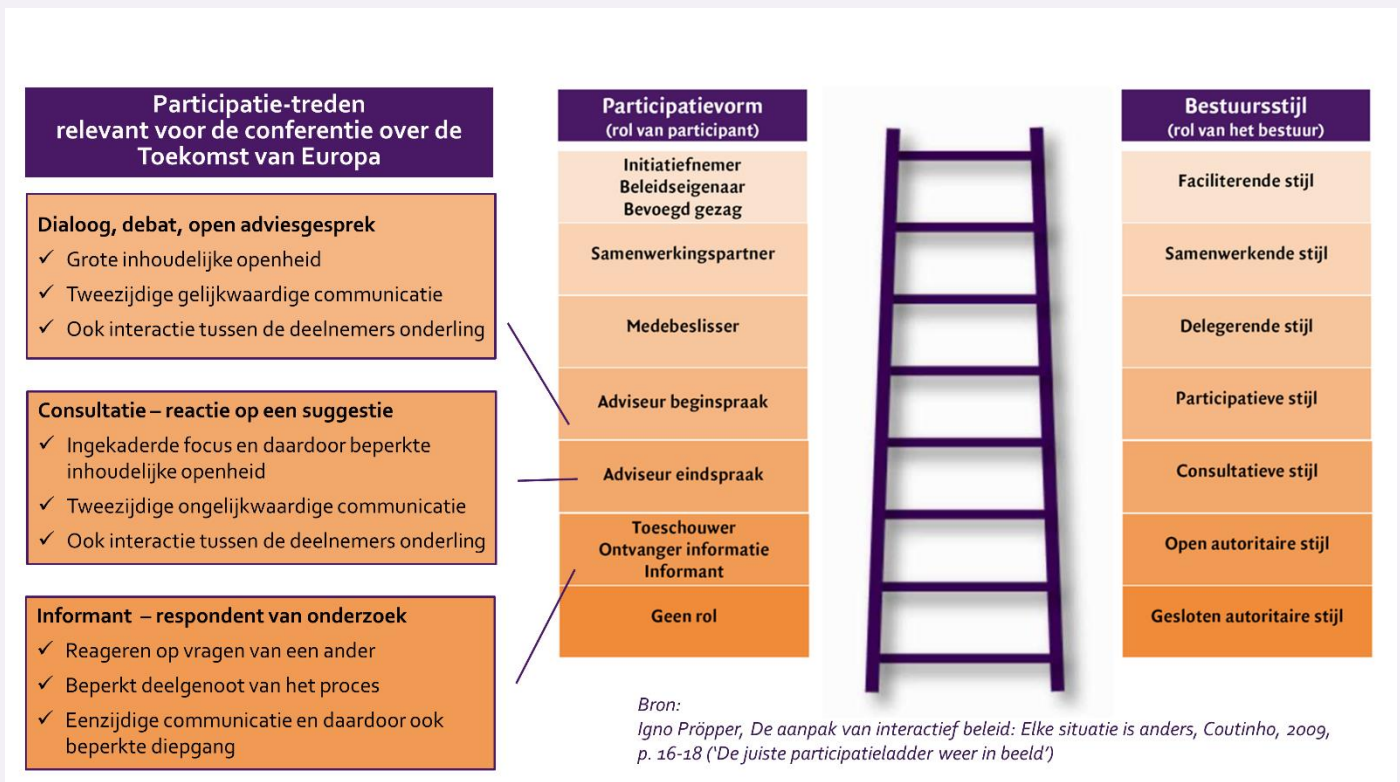 Participatie-treden
relevant voor de conferentie over de
Toekomst van Europa
Dialoog, debat, open adviesgesprek
✓ Grote inhoudelijke openheid
✓ Tweezijdige gelijkwaardige communicatie
✓ Ook interactie tussen de deelnemers onderling
Consultatie – reactie op een suggestie
✓ Ingekaderde focus en daardoor beperkte
inhoudelijke openheid
✓ Tweezijdige ongelijkwaardige communicatie
✓ Ook interactie tussen de deelnemers onderling
Informant – respondent van onderzoek
✓ Reageren op vragen van een ander
✓ Beperkt deelgenoot van het proces
✓ Eenzijdige communicatie en daardoor ook
beperkte diepgang
Participatievorm
(rol van participant)
Initiatiefnemer
Beleidseigenaar
Bevoegd gezag
Samenwerkingspartner
Medebeslisser
Adviseur beginspraak
Adviseur eindspraak
Toeschouwer
Ontvanger informatie
Informant
Geen rol
Bestuursstijl
(rol van het bestuur)
Faciliterende stijl
Samenwerkende stijl
Delegerende stijl
Participatieve stijl
Consultatieve stijl
Open autoritaire stijl
Gesloten autoritaire stijl
Bron:
Igno Pröpper, De aanpak van interactief beleid: Elke situatie is anders, Coutinho, 2009,
p. 16-18 (‘De juiste participatieladder weer in beeld’)